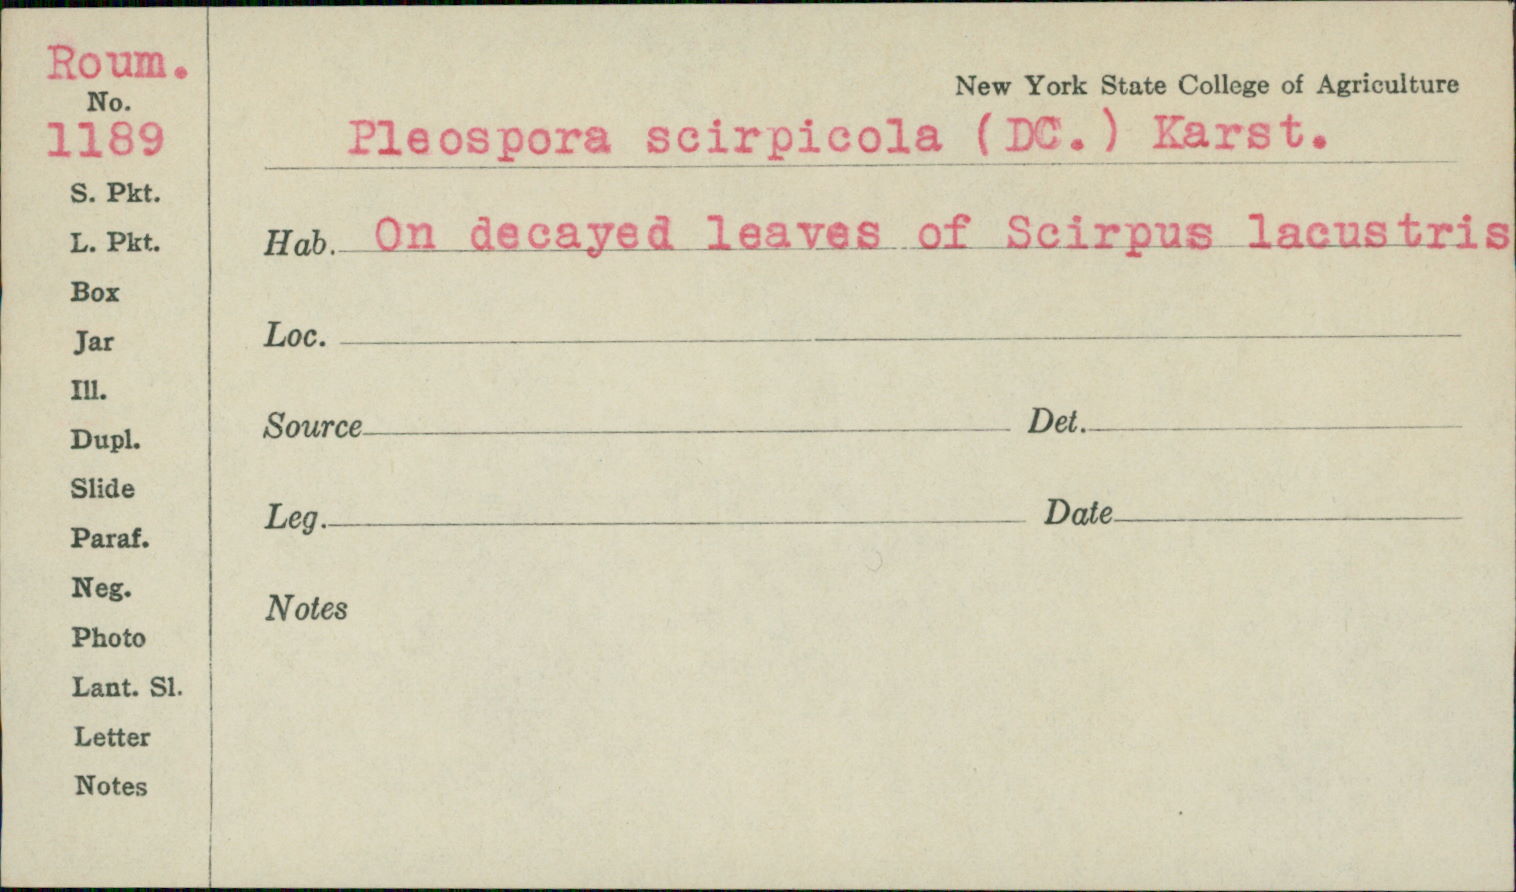 Roum.
No.
1189
S. Pkt.
L. Pkt.
Box
Jar
Ill.
Dupl.
Slide
Paraf.
Neg.
Photo
Lant. Sl.
Letter
Notes
New York State College of Agriculture
Pleospora scirpicola (DC.) Karst.
Hab. On decayed leaves of Scirpus lacustris
Loc.
Source Det.
Leg. Date
Notes